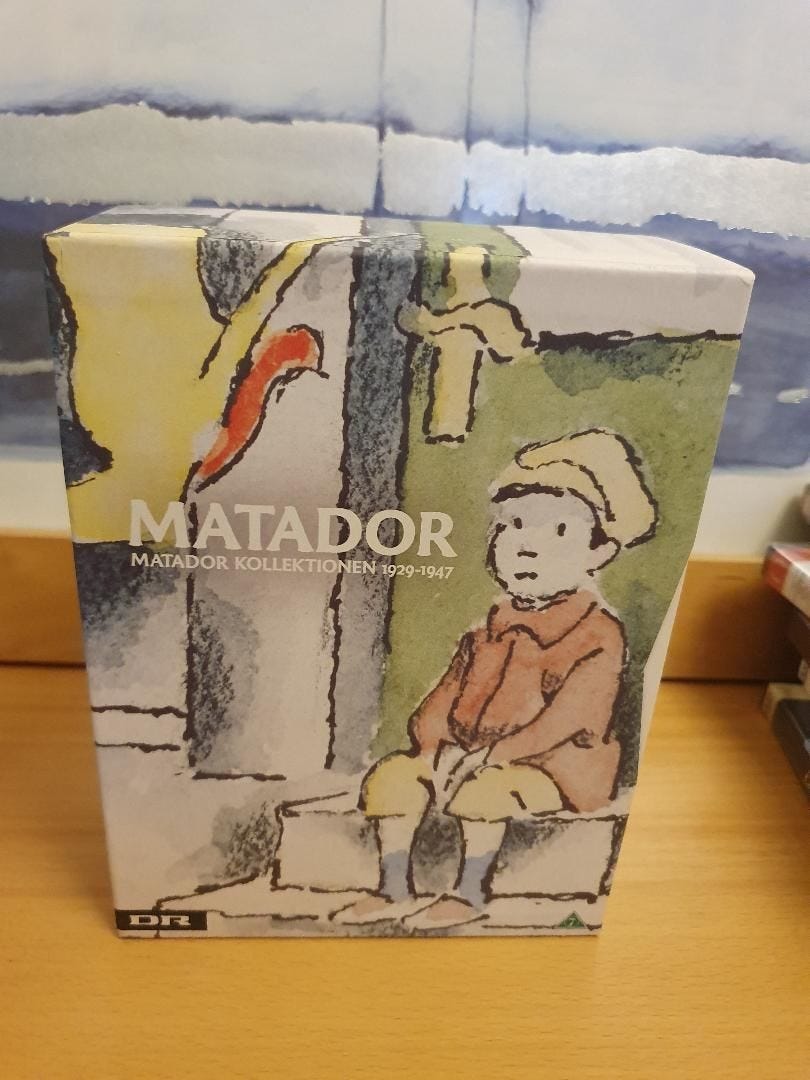 MATADOR
MATADOR KOLLEKTIONEN 1929-1947
DR
7